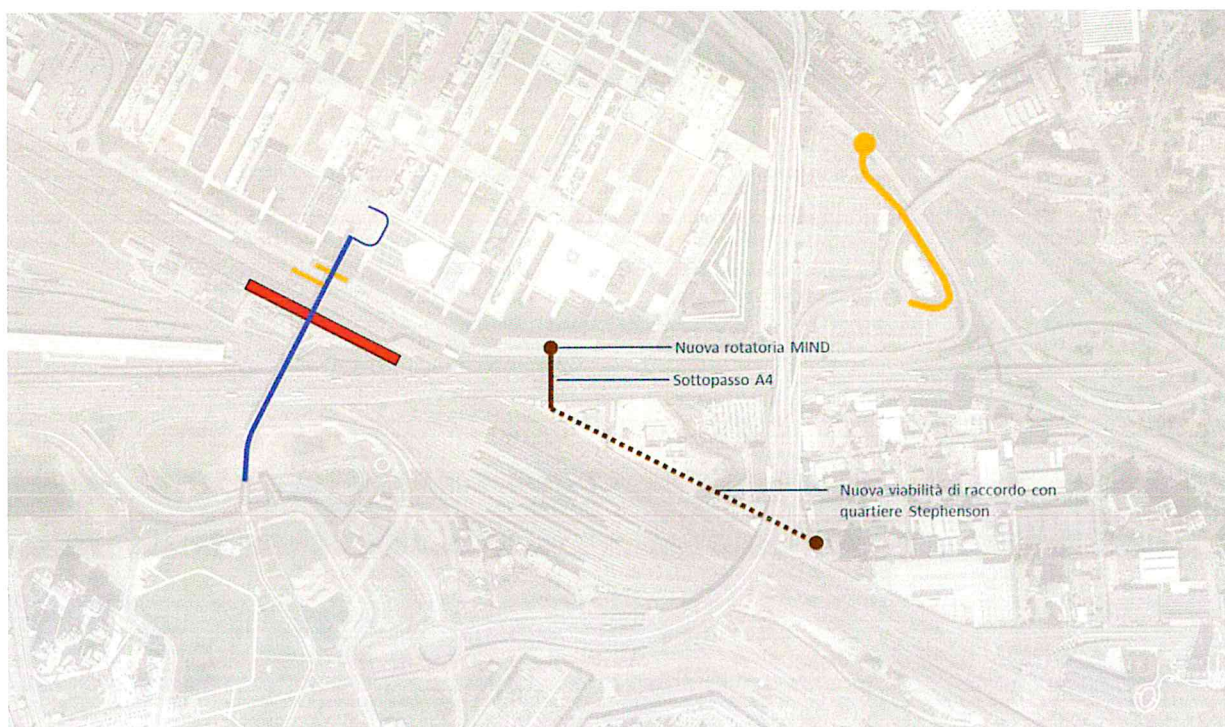 Nuova rotatoria MIND
Sottopasso A4
Nuova viabilità di raccordo con
quartiere Stephenson